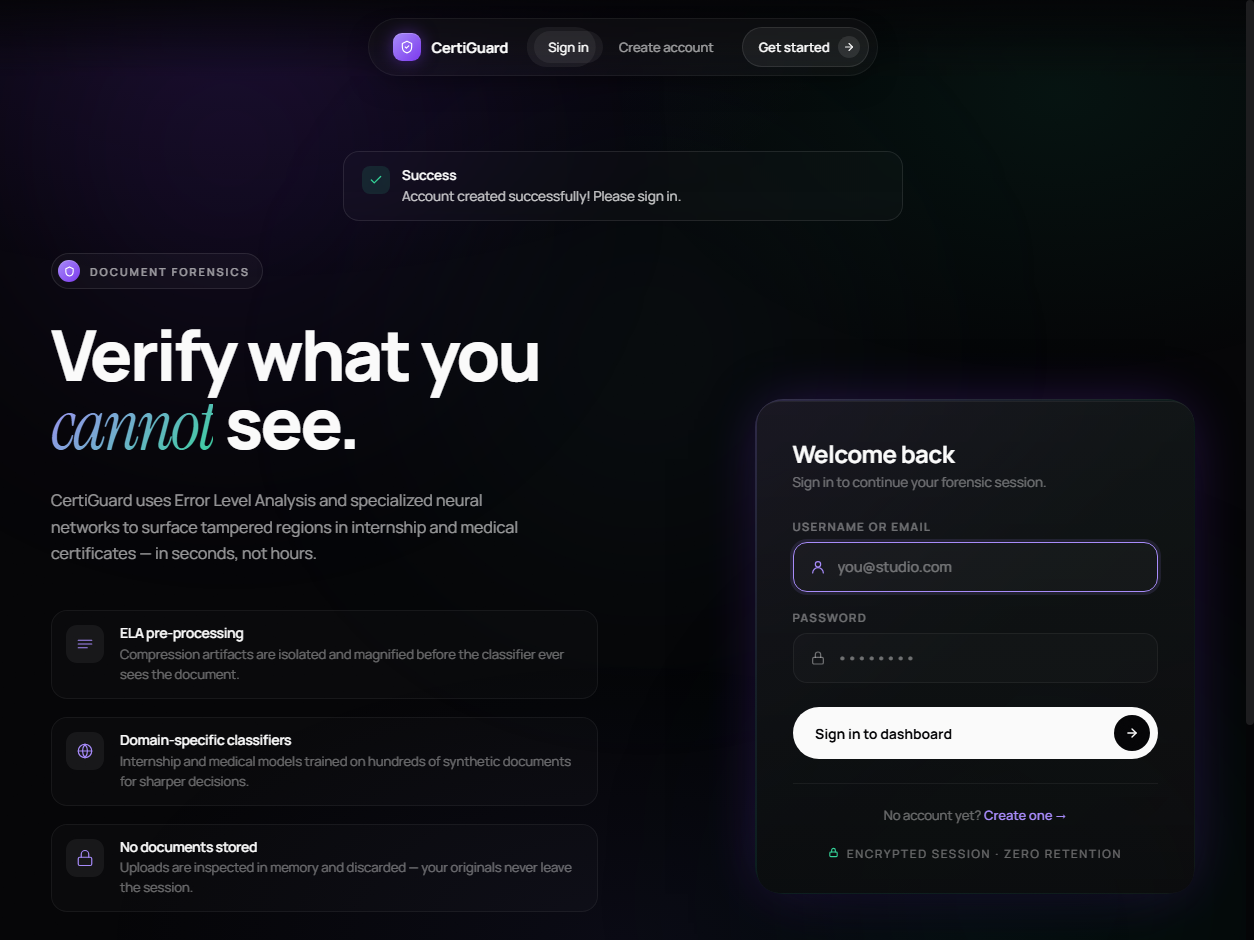 CertiGuard
Sign in
Create account
Get started
Success
Account created successfully! Please sign in.
DOCUMENT FORENSICS
Verify what you
cannot see.
CertiGuard uses Error Level Analysis and specialized neural
networks to surface tampered regions in internship and medical
certificates — in seconds, not hours.
ELA pre-processing
Compression artifacts are isolated and magnified before the classifier ever
sees the document.
Domain-specific classifiers
Internship and medical models trained on hundreds of synthetic documents
for sharper decisions.
No documents stored
Uploads are inspected in memory and discarded — your originals never leave
the session.
Welcome back
Sign in to continue your forensic session.
USERNAME OR EMAIL
you@studio.com
PASSWORD
••••••••
Sign in to dashboard
No account yet? Create one →
ENCRYPTED SESSION · ZERO RETENTION